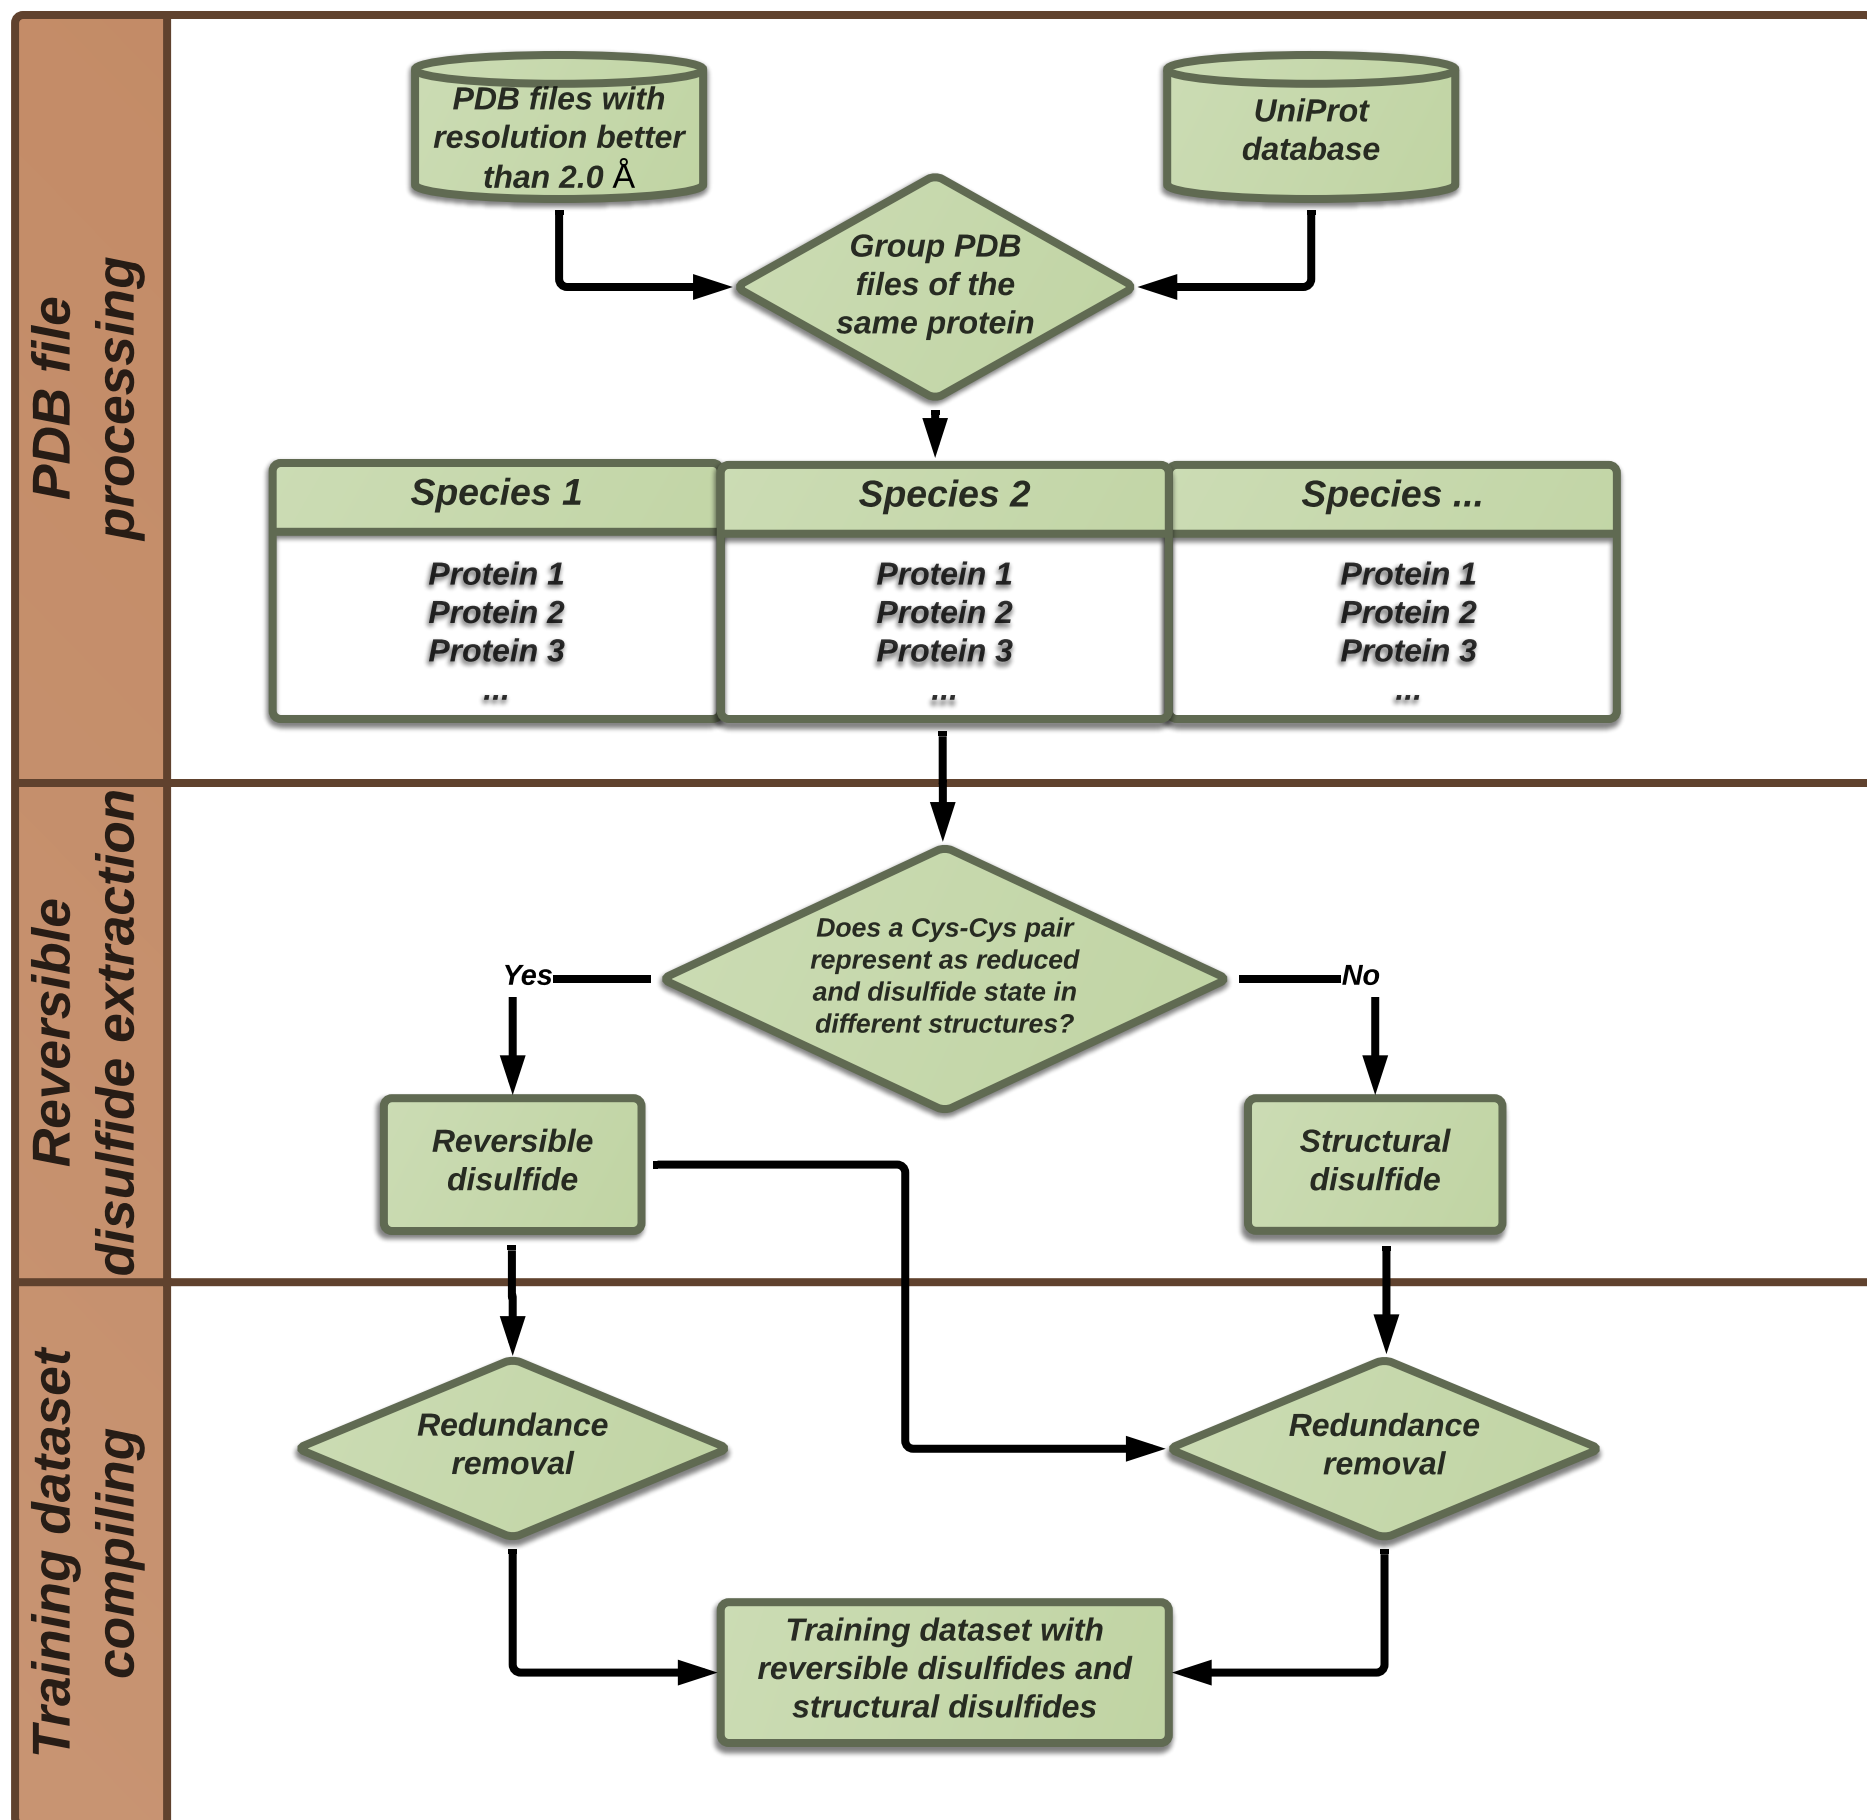 PDB file
processing
PDB files with
resolution better
than 2.0 Å
UniProt
database
Group PDB
files of the
same protein
Species 1
Protein 1
Protein 2
Protein 3
...
Species 2
Protein 1
Protein 2
Protein 3
...
Species ...
Protein 1
Protein 2
Protein 3
...
Reversible
disulfide extraction
Does a Cys-Cys pair
represent as reduced
and disulfide state in
different structures?
Yes
No
Reversible
disulfide
Structural
disulfide
Training dataset
compiling
Redundance
removal
Redundance
removal
Training dataset with
reversible disulfides and
structural disulfides